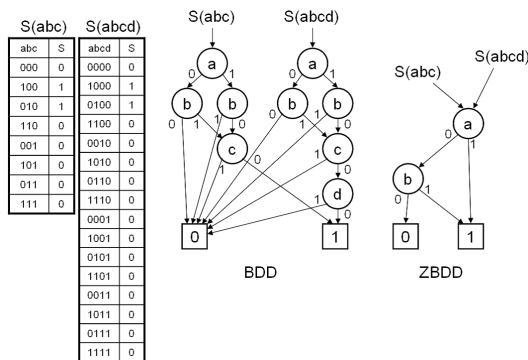 S(abc)
abc S
000 0
100 1
010 1
110 0
001 0
101 0
011 0
111 0
S(abcd)
abcd S
0000 0
1000 1
0100 1
1100 0
0010 0
1010 0
0110 0
1110 0
0001 0
1001 0
0101 0
1101 0
0011 0
1011 0
0111 0
1111 0
S(abc) S(abcd)
a a
0 1 0 1
b b b b
0 1 1 0 0 1 1 0
c c
1 0 1 0
d
1 0
0 1
BDD
S(abc) S(abcd)
a
0 1
b
0 1
0 1
ZBDD